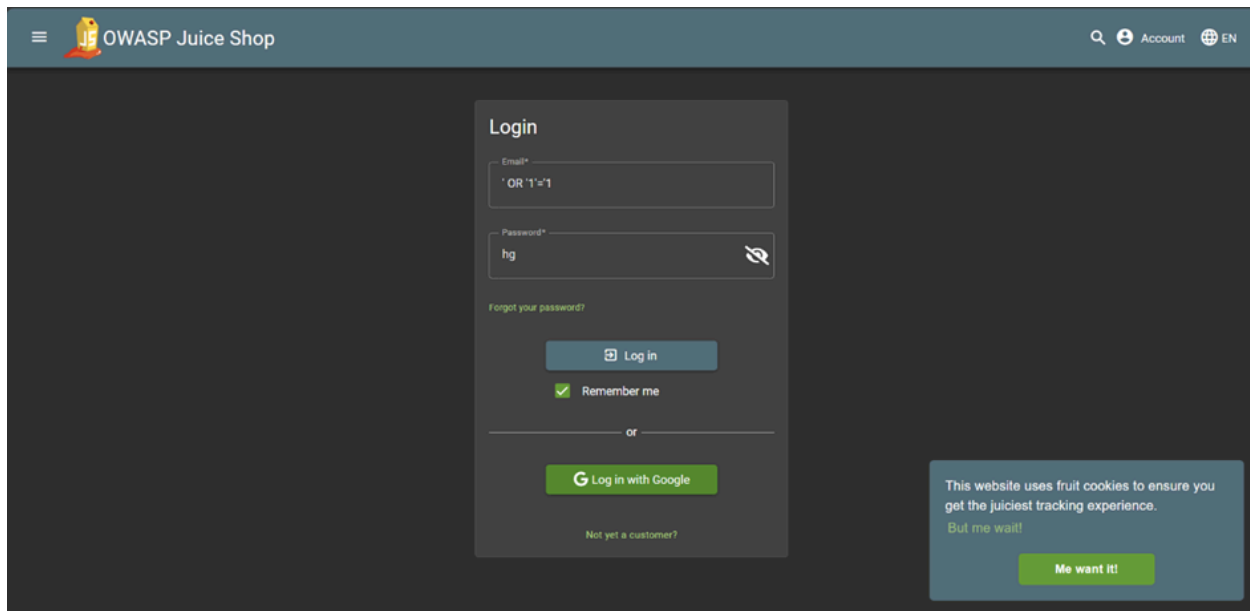 OWASP Juice Shop
Account
EN
Login
Email*
' OR '1'='1
Password*
hg
Forgot your password?
Log in
Remember me
or
G Log in with Google
Not yet a customer?
This website uses fruit cookies to ensure you
get the juiciest tracking experience.
But me wait!
Me want it!